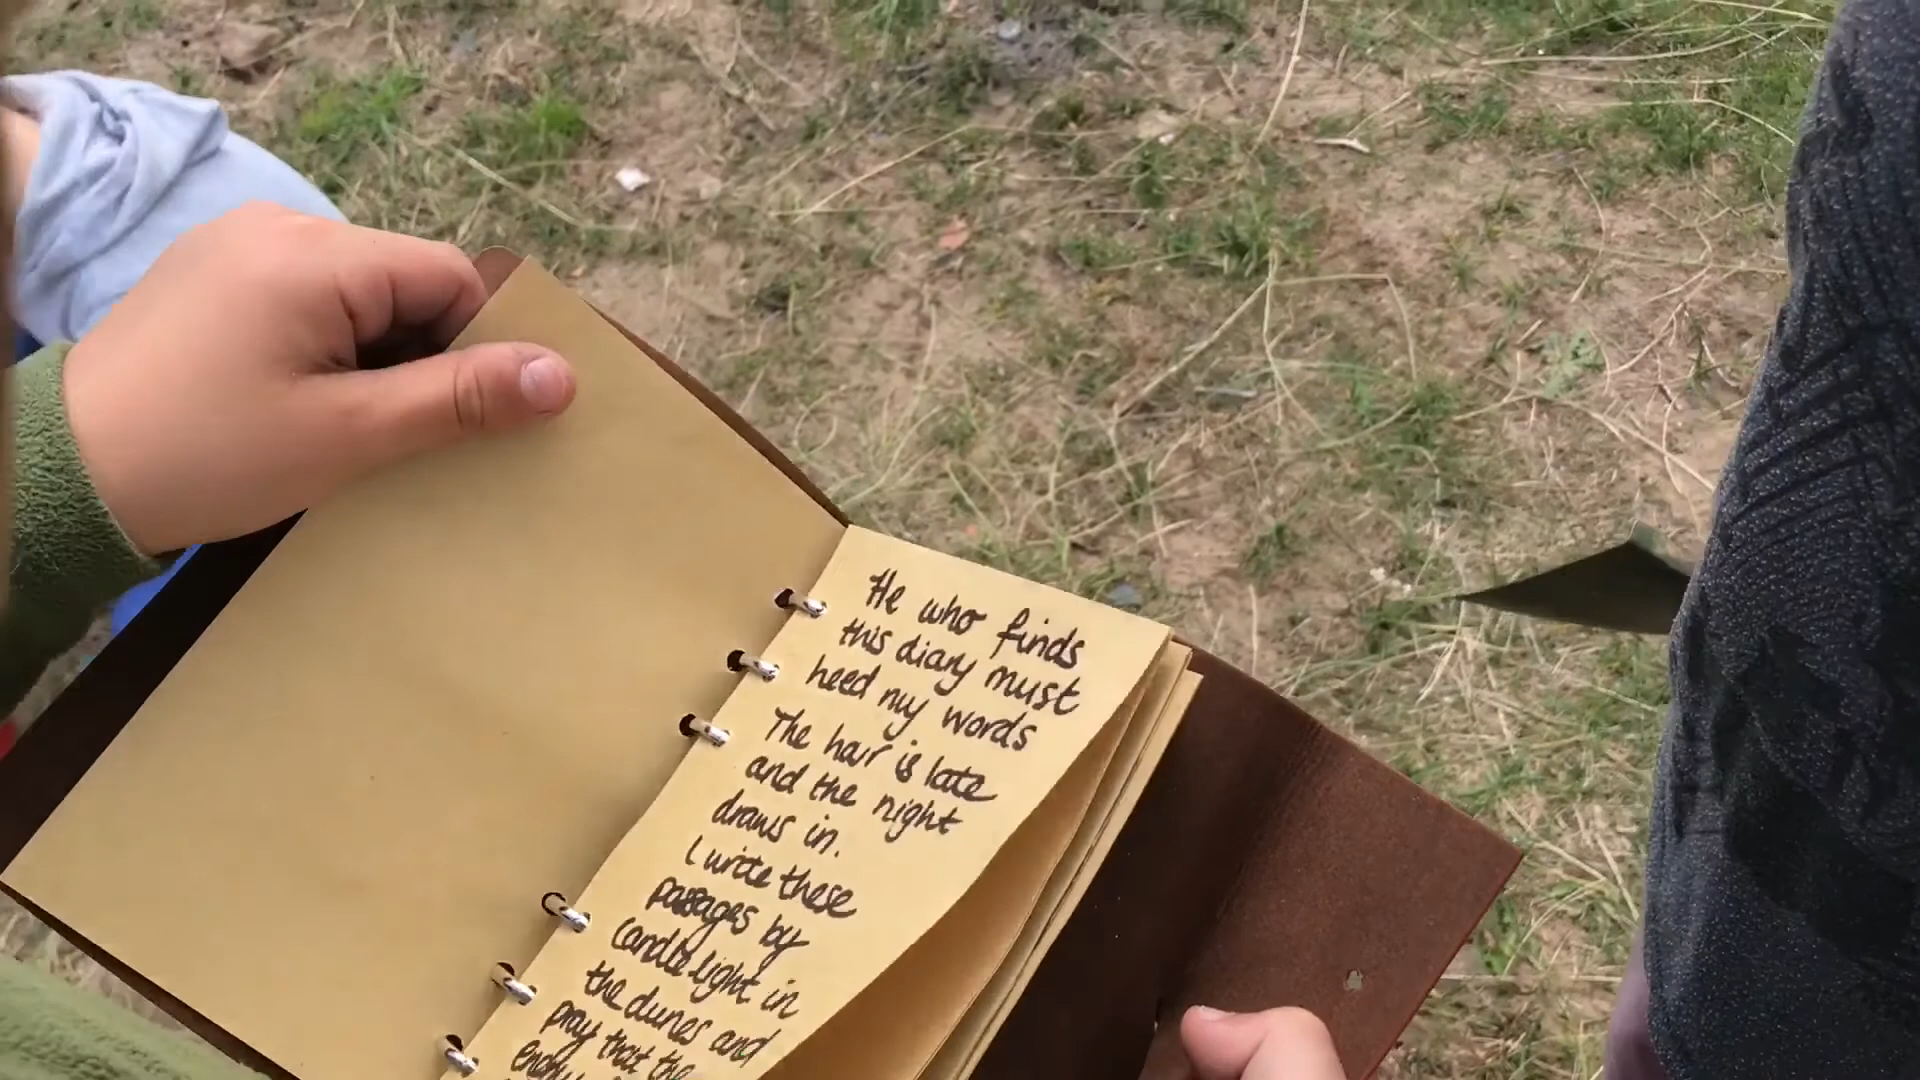 He who finds
this diary must
heed my words
The hour is late
and the night
draws in.
I write these
passages by
candle light in
the dunes and
pray that the
enemy